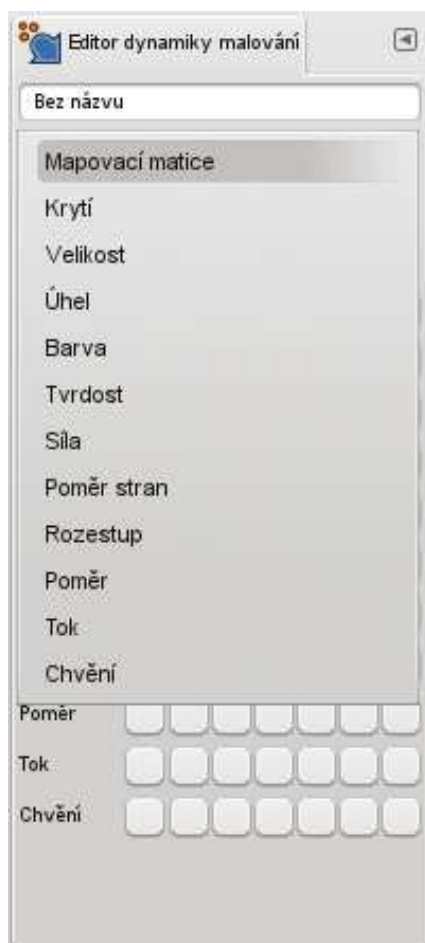 Editor dynamiky malování
Bez názvu
Mapovací matice
Krytí
Velikost
Úhel
Barva
Tvrdost
Síla
Poměr stran
Rozestup
Poměr
Tok
Chvění
Poměr
Tok
Chvění